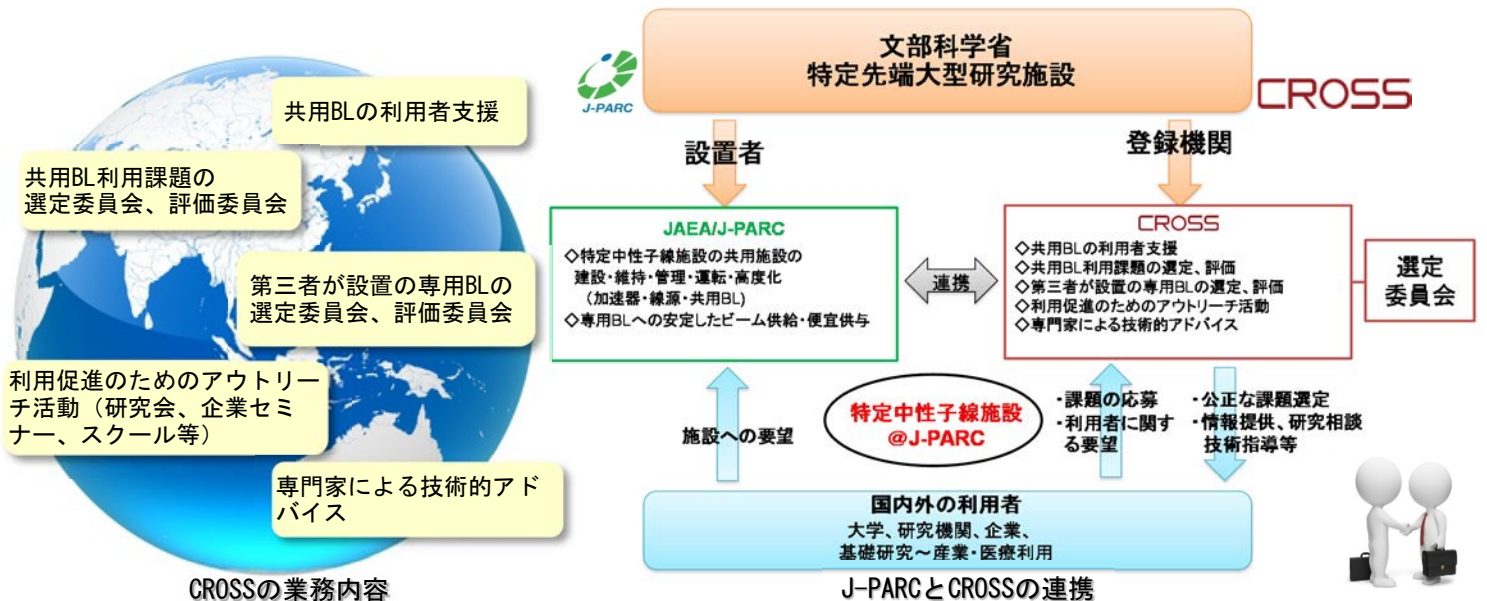 共用BLの利用者支援
共用BL利用課題の
選定委員会、評価委員会
第三者が設置の専用BLの
選定委員会、評価委員会
利用促進のためのアウトリー
チ活動（研究会、企業セミ
ナー、スクール等）
専門家による技術的アド
バイス
CROSSの業務内容
J-PARC
文部科学省
特定先端大型研究施設
CROSS
設置者
登録機関
JAEA/J-PARC
◇特定中性子線施設の共用施設の
建設・維持・管理・運転・高度化
（加速器・線源・共用BL)
◇専用BLへの安定したビーム供給・便宜供与
連携
CROSS
◇共用BLの利用者支援
◇共用BL利用課題の選定、評価
◇第三者が設置の専用BLの選定、評価
◇利用促進のためのアウトリーチ活動
◇専門家による技術的アドバイス
選定
委員会
施設への要望
特定中性子線施設
@J-PARC
・課題の応募
・利用者に関す
る要望
・公正な課題選定
・情報提供、研究相談
技術指導等
国内外の利用者
大学、研究機関、企業、
基礎研究～産業・医療利用
J-PARCとCROSSの連携